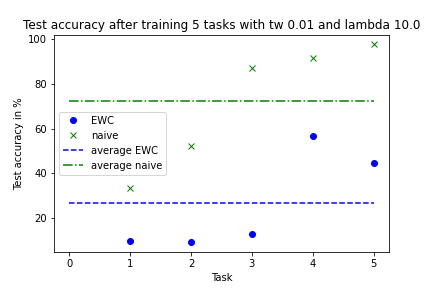 Test accuracy after training 5 tasks with tw 0.01 and lambda 10.0
100
80
60
40
20
Test accuracy in %
EWC
naive
average EWC
average naive
0 1 2 3 4 5
Task